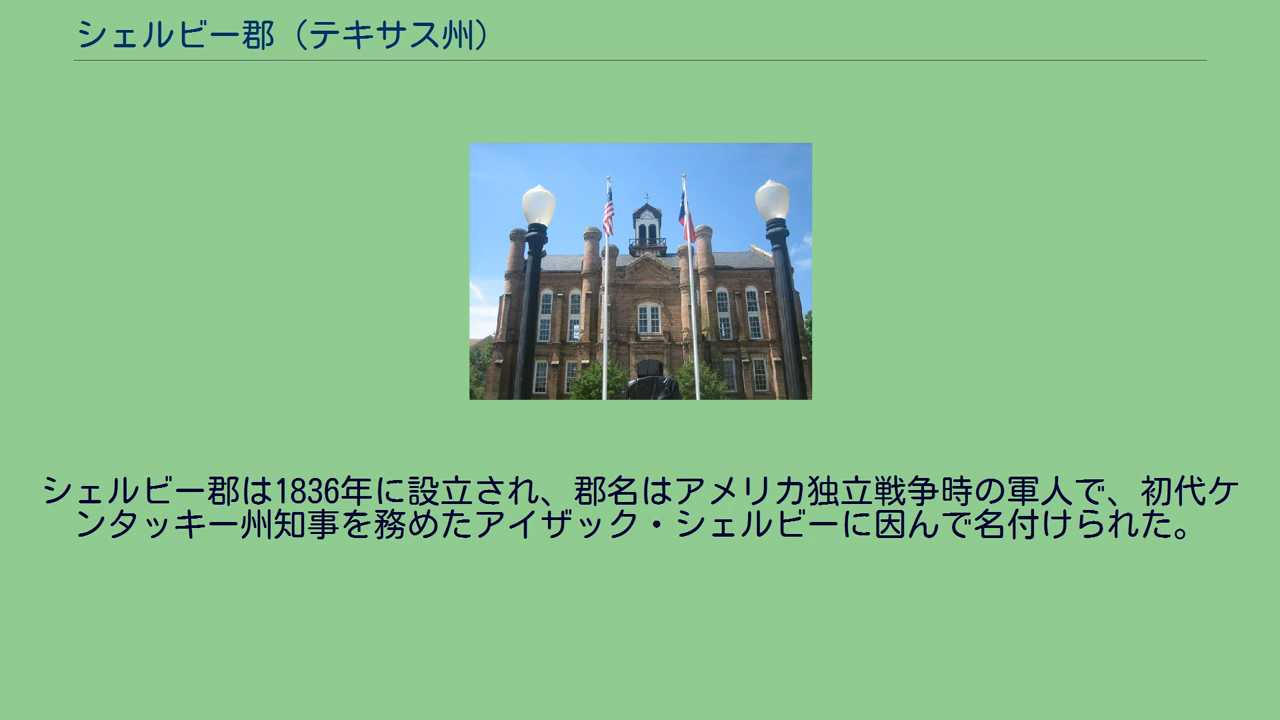 シェルビー郡（テキサス州）
シェルビー郡は1836年に設立され、郡名はアメリカ独立戦争時の軍人で、初代ケ
ンタッキー州知事を務めたアイザック・シェルビーに因んで名付けられた。